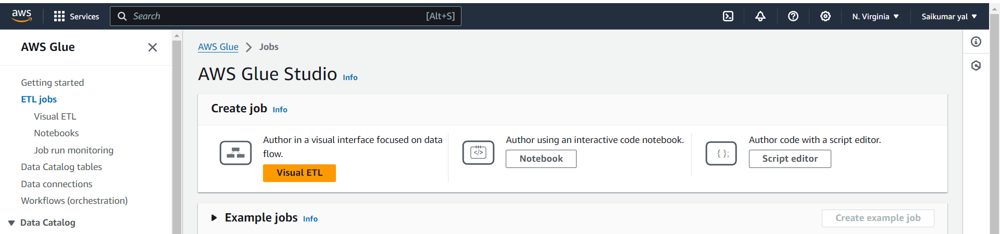 aws
Services
Search
[Alt+S]
N. Virginia
Saikumar yal
AWS Glue
Getting started
ETL jobs
Visual ETL
Notebooks
Job run monitoring
Data Catalog tables
Data connections
Workflows (orchestration)
Data Catalog
AWS Glue
Jobs
AWS Glue Studio Info
Create job Info
Author in a visual interface focused on data
flow.
Visual ETL
</>
Author using an interactive code notebook.
Notebook
{ };
Author code with a script editor.
Script editor
Example jobs Info
Create example job